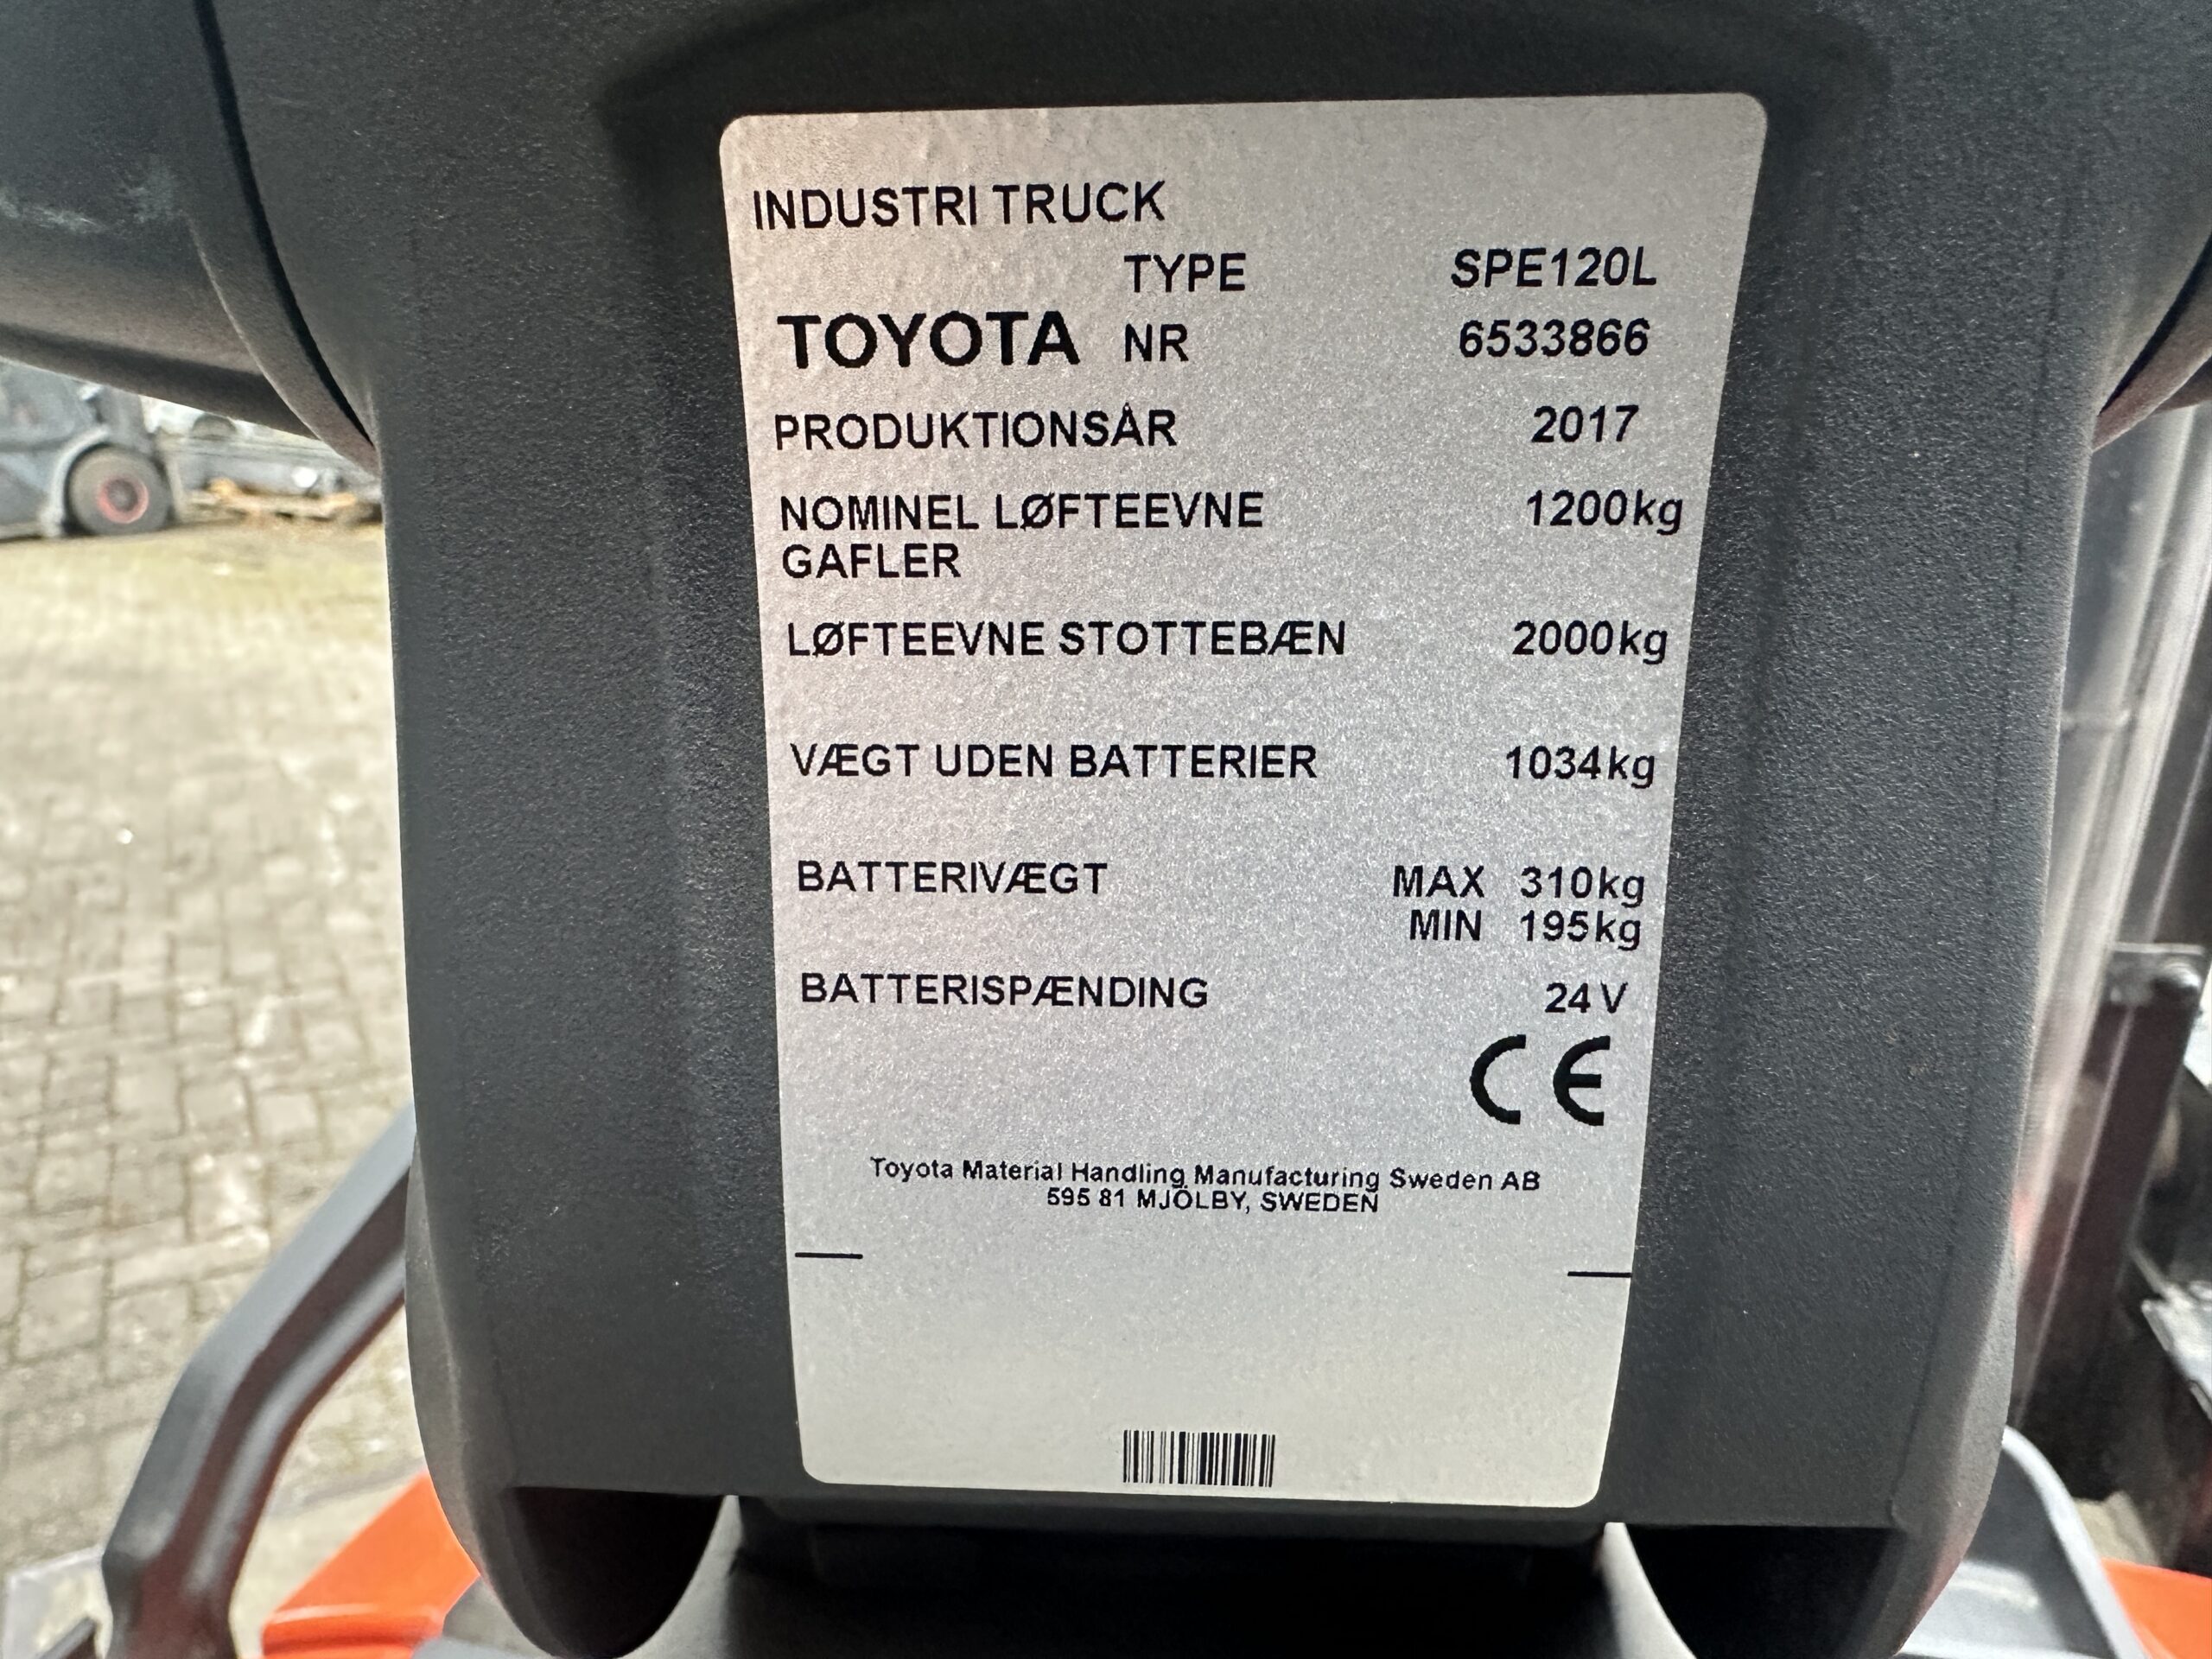 INDUSTRI TRUCK
TYPE SPE120L
TOYOTA NR 6533866
PRODUKTIONSÅR 2017
NOMINEL LØFTEEVNE 1200kg
GAFLER
LØFTEEVNE STOTTEBÆN 2000kg
VÆGT UDEN BATTERIER 1034kg
BATTERIVÆGT MAX 310kg
MIN 195kg
BATTERISPÆNDING 24V
CE
Toyota Material Handling Manufacturing Sweden AB
595 81 MJÖLBY, SWEDEN